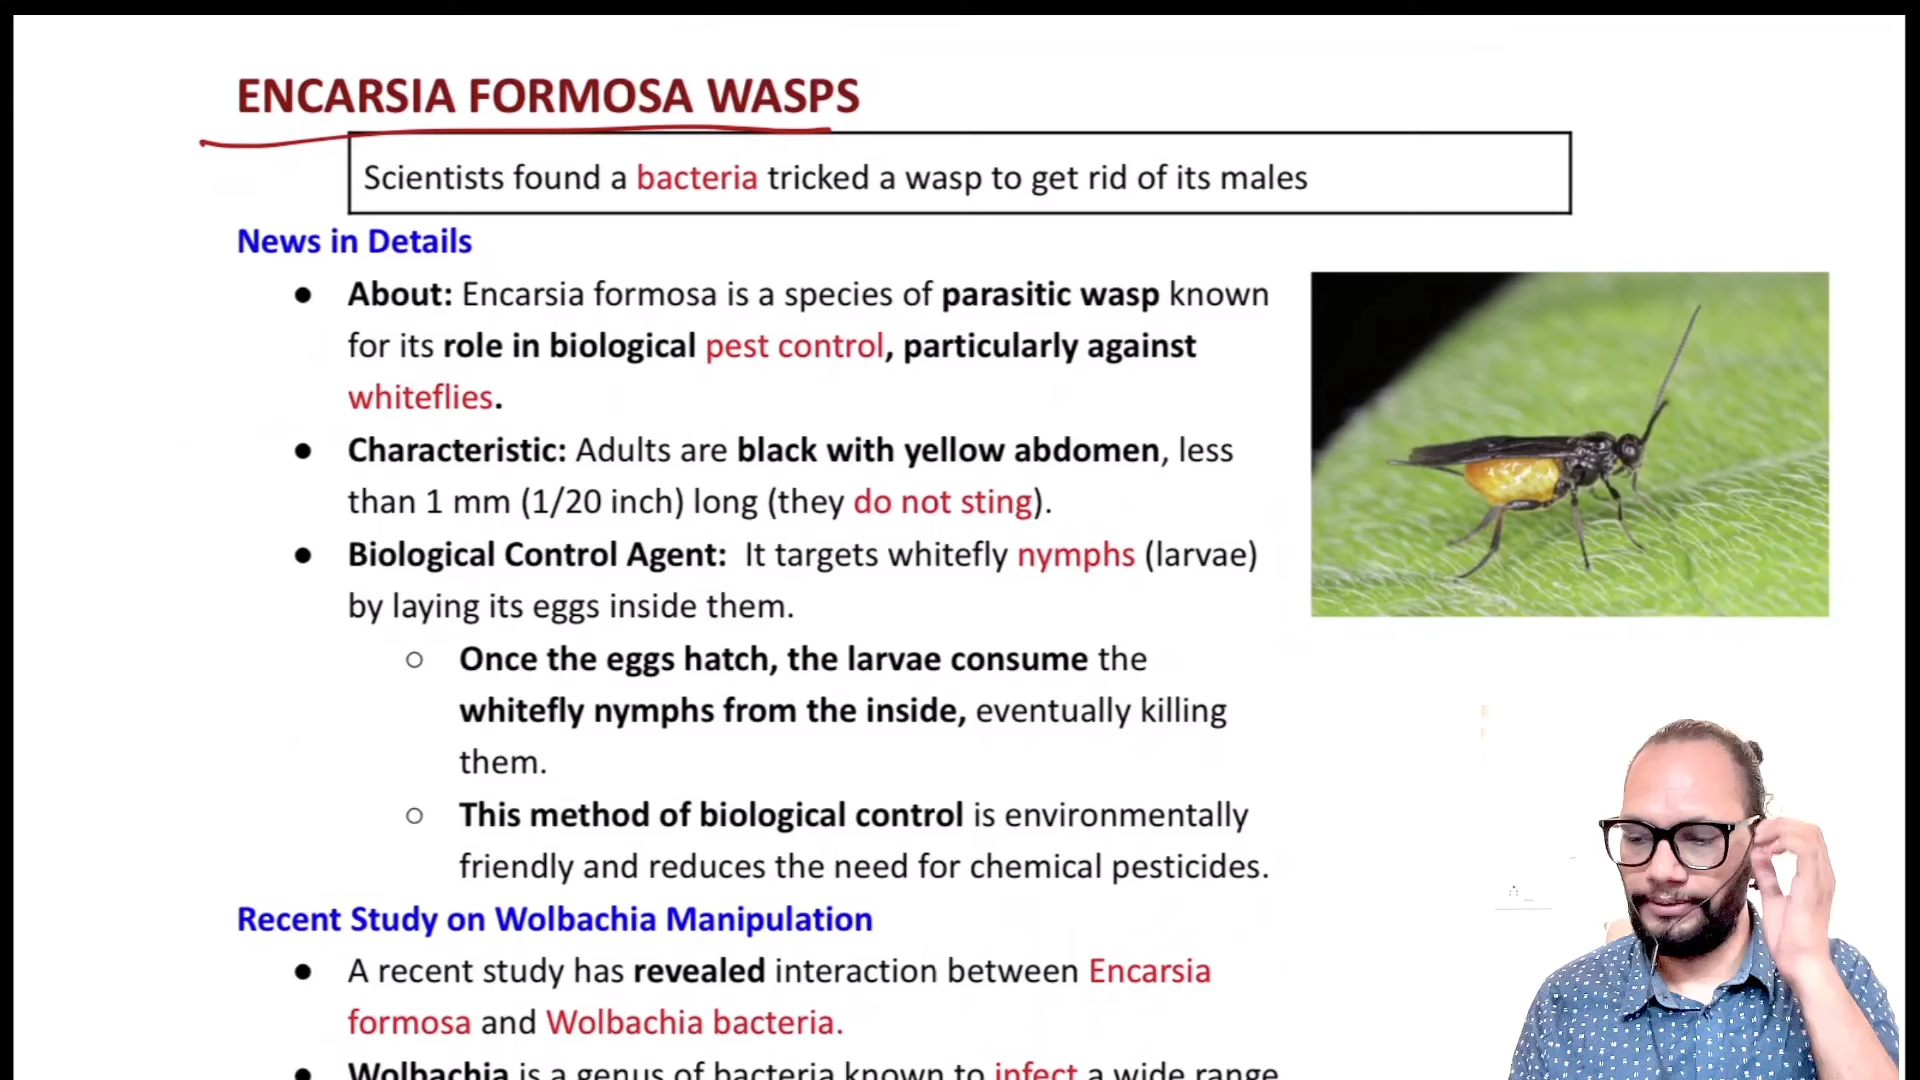 ENCARSIA FORMOSA WASPS
Scientists found a bacteria tricked a wasp to get rid of its males
News in Details
● About: Encarsia formosa is a species of parasitic wasp known
for its role in biological pest control, particularly against
whiteflies.
● Characteristic: Adults are black with yellow abdomen, less
than 1 mm (1/20 inch) long (they do not sting).
● Biological Control Agent: It targets whitefly nymphs (larvae)
by laying its eggs inside them.
○ Once the eggs hatch, the larvae consume the
whitefly nymphs from the inside, eventually killing
them.
○ This method of biological control is environmentally
friendly and reduces the need for chemical pesticides.
Recent Study on Wolbachia Manipulation
● A recent study has revealed interaction between Encarsia
formosa and Wolbachia bacteria.
● Wolbachia is a genus of bacteria known to infect a wide range